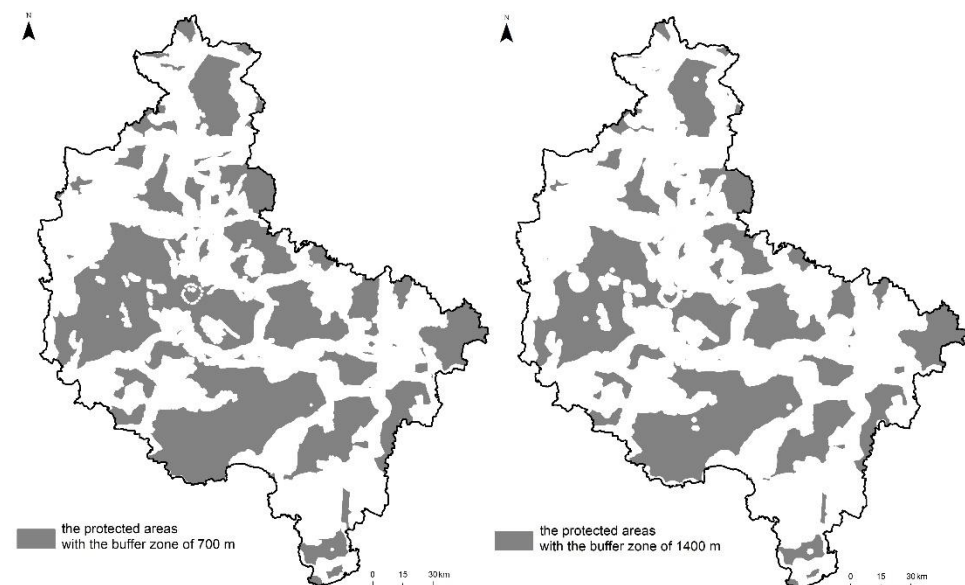 N
N
the protected areas
with the buffer zone of 700 m
0 15 30 km
the protected areas
with the buffer zone of 1400 m
0 15 30 km